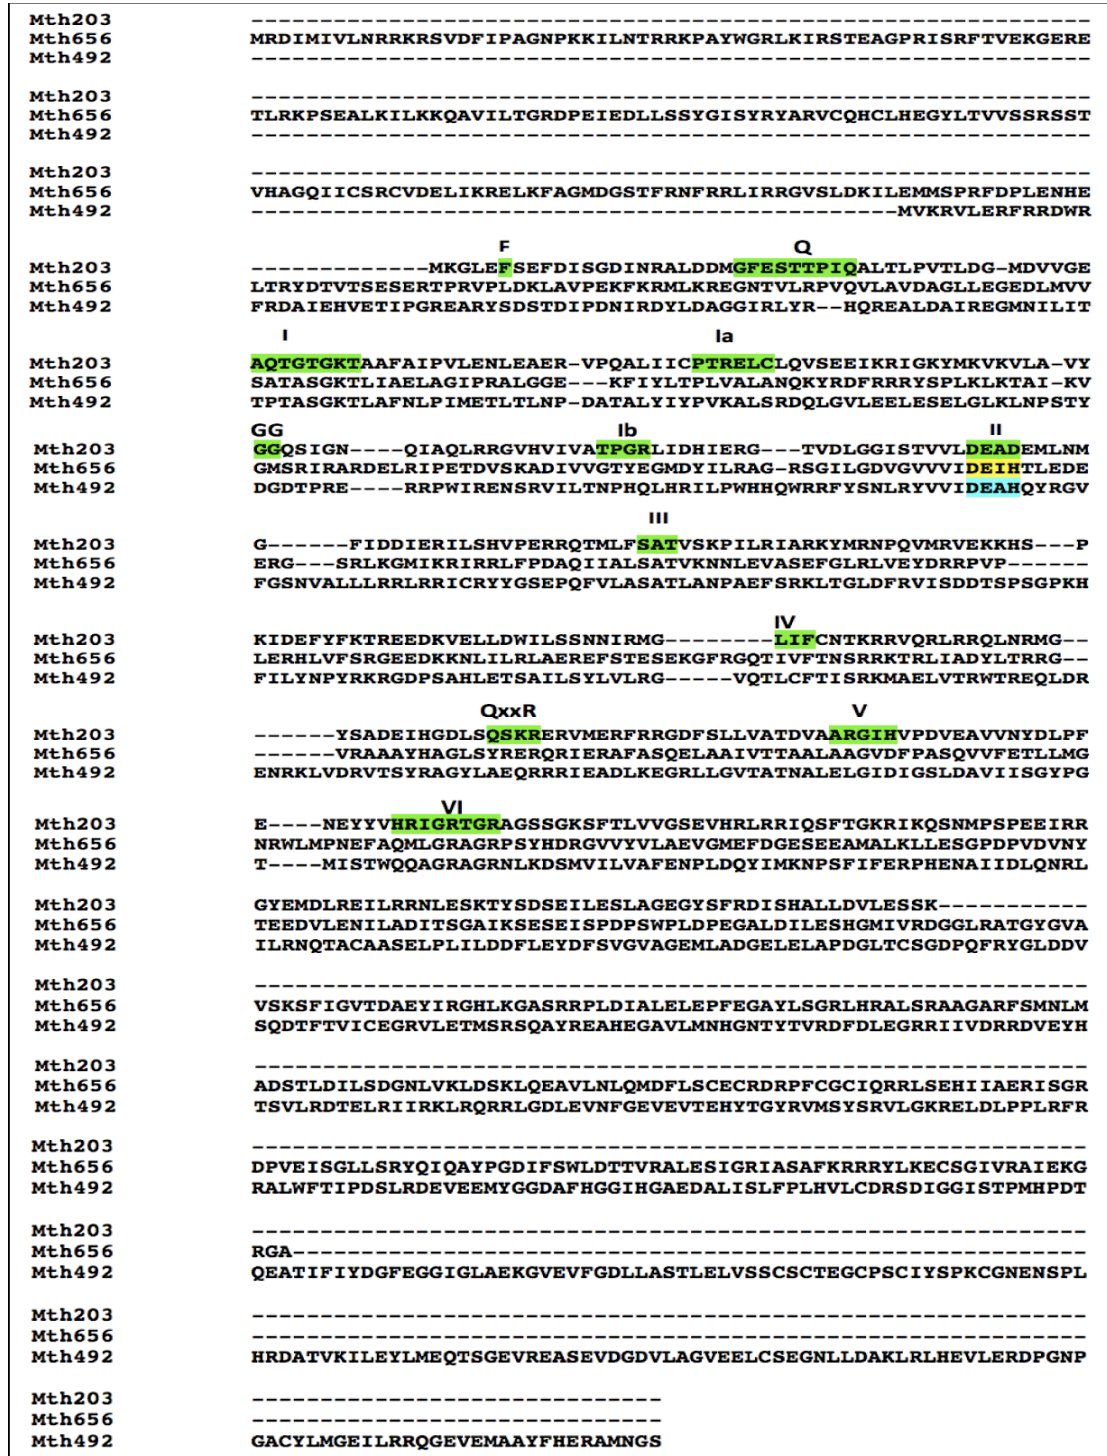 Mth203 --------------------------------------------------------------
Mth656 MRDIMIVLNRRKRSVDFIPAGNPKKILNTRRKPAYWGRLKIRSTEAGPRISRFTVEKGERE
Mth492 --------------------------------------------------------------
Mth203 --------------------------------------------------------------
Mth656 TLRKPSEALKILKKQAVILTGRDPEIEDLLSSYGISYRYARVCQHCLHEGYLTVVSSRSST
Mth492 --------------------------------------------------------------
Mth203 --------------------------------------------------------------
Mth656 VHAGQIICSRCVDELIKRELKFAGMDGSTFRNFRRLIRRGVSLDKILEMMSPRFDPLENHE
Mth492 ------------------------------------------------MVKRVLERFRRDWR
F Q
Mth203 -------------MKGLEFSEFDISGDINRALDDMGFESTTPIQALTLPVTLDG-MDVVGE
Mth656 LTRYDTVTSESERTPRVPLDKLAVPEKFKRMLKREGNTVLRPVQVLAVDAGLLEGEDLMVV
Mth492 FRDAIEHVETIPGREARYSDSTDIPDNIRDYLDAGGIRLYR--HQREALDAIREGMNILIT
I Ia
Mth203 AQTGTGKTAAFAIPVLENLEAER-VPQALIICPTRELCLQVSEEIKRIGKYMKVKVLA-VY
Mth656 SATASGKTLIAELAGIPRALGGE---KFIYLTPLVALANQKYRDFRRRYSPLKLKTAI-KV
Mth492 TPTASGKTLAFNLPIMETLTLNP-DATALYIYPVKALSRDQLGVLEELESELGLKLNPSTY
GG Ib II
Mth203 GGQSIGN----QIAQLRRGVHVIVATPGRLIDHIERG---TVDLGGISTVVLDEADEMLNM
Mth656 GMSRIRARDELRIPETDVSKADIVVGTYEGMDYILRAG-RSGILGDVGVVVIDEIHTLEDE
Mth492 DGDTPRE----RRPWIRENSRVILTNPHQLHRILPWHHQWRRFYSNLRYVVIDEAHQYRGV
III
Mth203 G------FIDDIERILSHVPERRQTMLFSATVSKPILRIARKYMRNPQVMRVEKKHS---P
Mth656 ERG---SRLKGMIKRIRRLFPDAQIIALSATVKNNLEVASEFGLRLVEYDRRPVP------
Mth492 FGSNVALLLRRLRRICRYYGSEPQFVLASATLANPAEFSRKLTGLDFRVISDDTSPSGPKH
IV
Mth203 KIDEFYFKTREEDKVELLDWILSSNNIRMG--------LIFCNTKRRVQRLRRQLNRMG--
Mth656 LERHLVFSRGEEDKKNLILRLAEREFSTESEKGFRGQTIVFTNSRRKTRLIADYLTRRG--
Mth492 FILYNPYRKRGDPSAHLETSAILSYLVLRG-----VQTLCFTISRKMAELVTRWTREQLDR
QxxR V
Mth203 ------YSADEIHGDLSQSKRERVMERFRRGDFSLLVATDVAARGIHVPDVEAVVNYDLPF
Mth656 ------VRAAAYHAGLSYRERQRIERAFASQELAAIVTTAALAAGVDFPASQVVFETLLMG
Mth492 ENRKLVDRVTSYRAGYLAEQRRRIEADLKEGRLLGVTATNALELGIDIGSLDAVIISGYPG
VI
Mth203 E----NEYYVHRIGRTGRAGSSGKSFTLVVGSEVHRLRRIQSFTGKRIKQSNMPSPEEIRR
Mth656 NRWLMPNEFAQMLGRAGRPSYHDRGVVYVLAEVGMEFDGESEEAMALKLLESGPDPVDVNY
Mth492 T----MISTWQQAGRAGRNLKDSMVILVAFENPLDQYIMKNPSFIFERPHENAIIDLQNRL
Mth203 GYEMDLREILRRNLESKTYSDSEILESLAGEGYSFRDISHALLDVLESSK-----------
Mth656 TEEDVLENILADITSGAIKSESEISPDPSWPLDPEGALDILESHGMIVRDGGLRATGYGVA
Mth492 ILRNQTACAASELPLILDDFLEYDFSVGVAGEMLADGELELAPDGLTCSGDPQFRYGLDDV
Mth203 --------------------------------------------------------------
Mth656 VSKSFIGVTDAEYIRGHLKGASRRPLDIALELEPFEGAYLSGRLHRALSRAAGARFSMNLM
Mth492 SQDTFTVICEGRVLETMSRSQAYREAHEGAVLMNHGNTYTVRDFDLEGRRIIVDRRDVEYH
Mth203 --------------------------------------------------------------
Mth656 ADSTLDILSDGNLVKLDSKLQEAVLNLQMDFLSCECRDRPFCGCIQRRLSEHIIAERISGR
Mth492 TSVLRDTELRIIRKLRQRRLGDLEVNFGEVEVTEHYTGYRVMSYSRVLGKRELDLPPLRFR
Mth203 --------------------------------------------------------------
Mth656 DPVEISGLLSRYQIQAYPGDIFSWLDTTVRALESIGRIASAFKRRRYLKECSGIVRAIEKG
Mth492 RALWFTIPDSLRDEVEEMYGGDAFHGGIHGAEDALISLFPLHVLCDRSDIGGISTPMHPDT
Mth203 --------------------------------------------------------------
Mth656 RGA-----------------------------------------------------------
Mth492 QEATIFIYDGFEGGIGLAEKGVEVFGDLLASTLELVSSCSCTEGCPSCIYSPKCGNENSPL
Mth203 --------------------------------------------------------------
Mth656 --------------------------------------------------------------
Mth492 HRDATVKILEYLMEQTSGEVREASEVDGDVLAGVEELCSEGNLLDAKLRLHEVLERDPGNP
Mth203 ------------------------------
Mth656 ------------------------------
Mth492 GACYLMGEILRRQGEVEMAAYFHERAMNGS